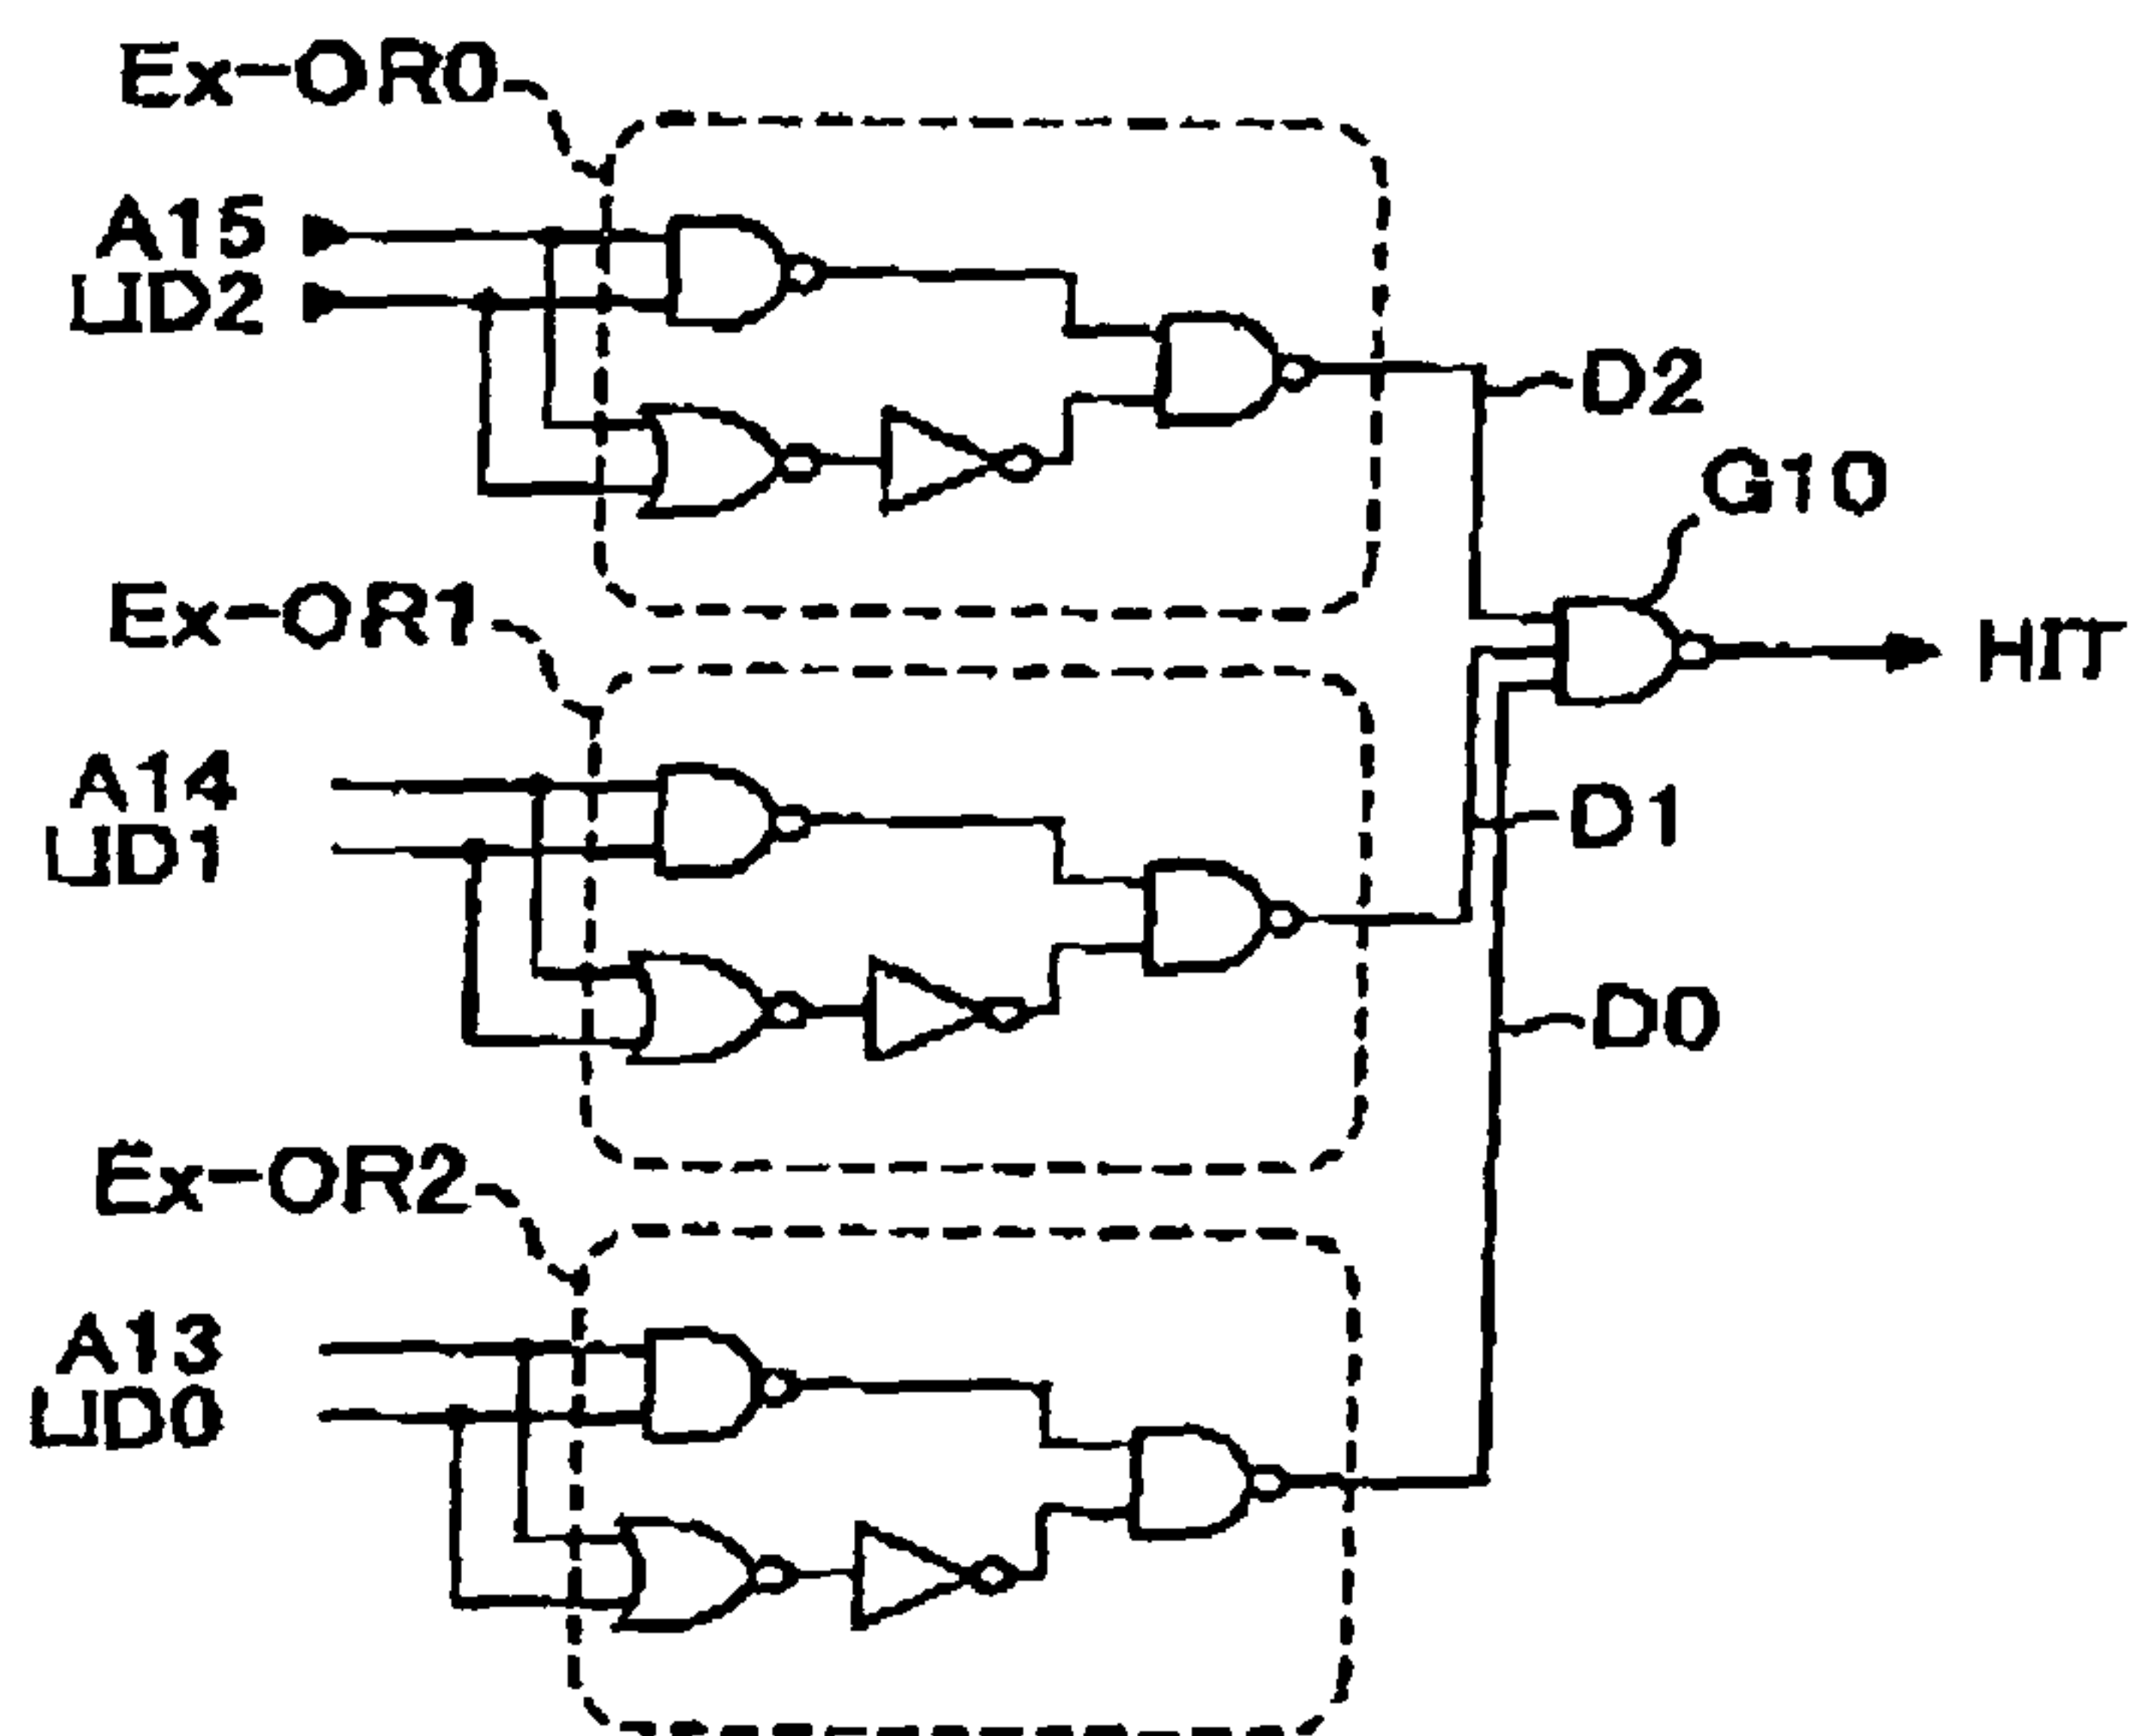 Ex-OR0
A15
UD2
D2
G10
Ex-OR1
HIT
A14
UD1
D1
D0
Ex-OR2
A13
UD0